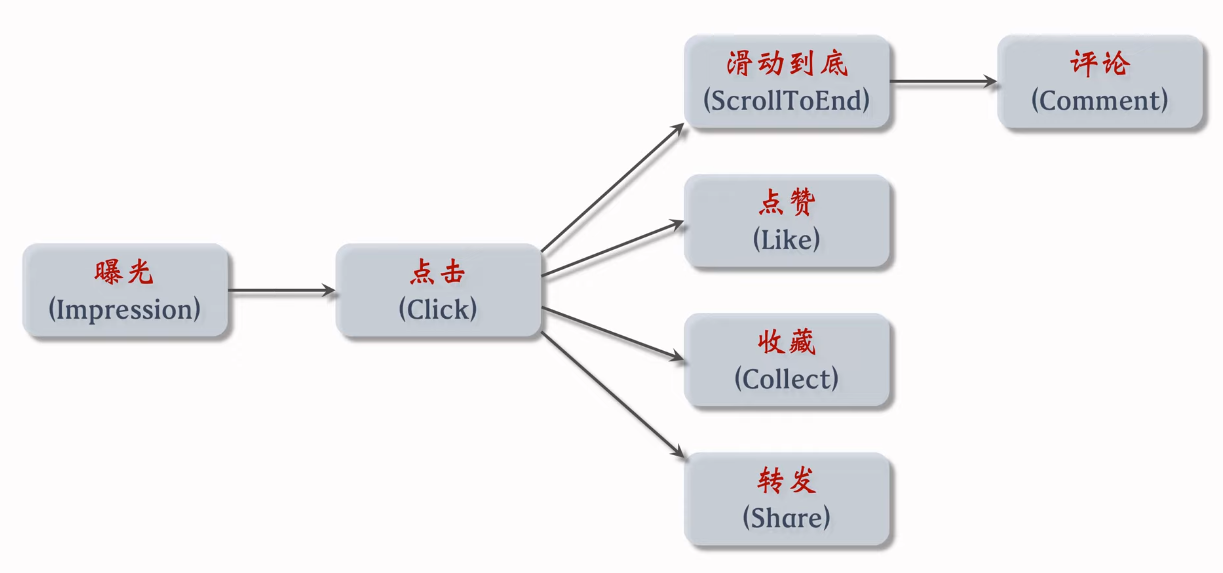 曝光
(Impression)
点击
(Click)
滑动到底
(ScrollToEnd)
评论
(Comment)
点赞
(Like)
收藏
(Collect)
转发
(Share)